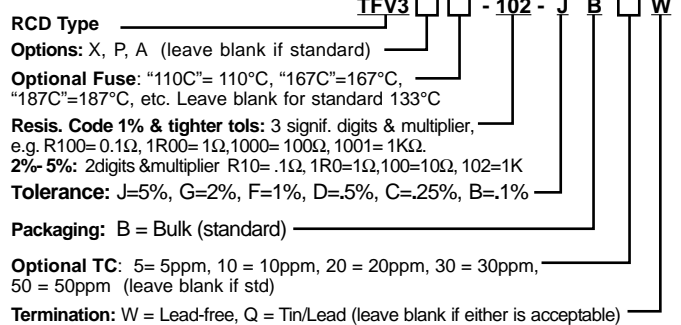 TFV3 □ □ - 102 - J B □ W
RCD Type
Options: X, P, A (leave blank if standard)
Optional Fuse: “110C”= 110°C, “167C”=167°C,
“187C”=187°C, etc. Leave blank for standard 133°C
Resis. Code 1% & tighter tols: 3 signif. digits & multiplier,
e.g. R100= 0.1Ω, 1R00= 1Ω,1000= 100Ω, 1001= 1KΩ.
2%- 5%: 2digits &multiplier R10= .1Ω, 1R0=1Ω,100=10Ω, 102=1K
Tolerance: J=5%, G=2%, F=1%, D=.5%, C=.25%, B=.1%
Packaging: B = Bulk (standard)
Optional TC: 5= 5ppm, 10 = 10ppm, 20 = 20ppm, 30 = 30ppm,
50 = 50ppm (leave blank if std)
Termination: W = Lead-free, Q = Tin/Lead (leave blank if either is acceptable)